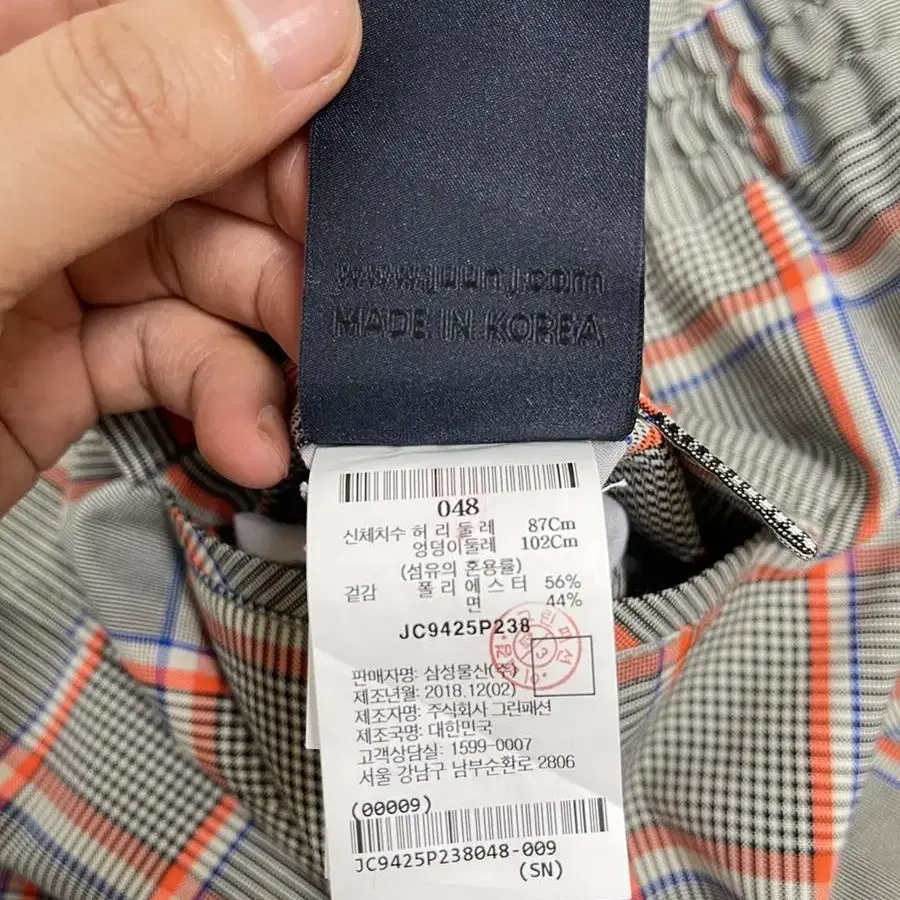 www.juunj.com
MADE IN KOREA
048
신체치수 허리둘레 87Cm
엉덩이둘레 102Cm
(섬유의 혼용률)
겉감 폴리에스터 56%
면 44%
JC9425P238
판매자명: 삼성물산(주)
제조년월: 2018.12(02)
제조자명: 주식회사 그린패션
제조국명: 대한민국
고객상담실: 1599-0007
서울 강남구 남부순환로 2806
(00009)
JC9425P238048-009
(SN)